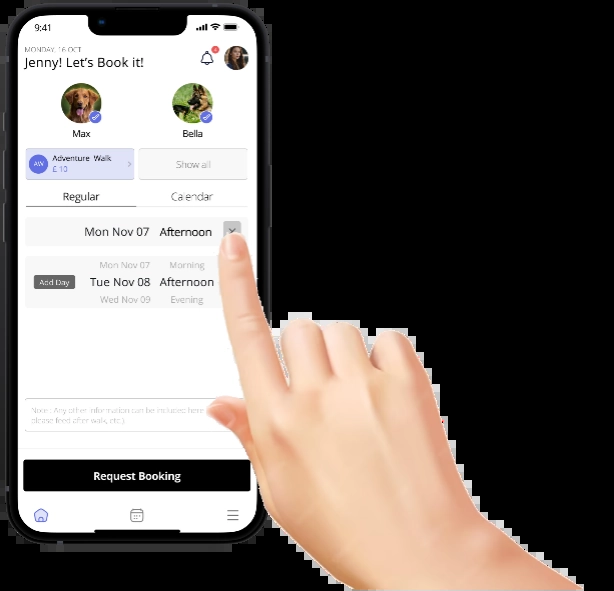 9:41
MONDAY, 16 OCT
Jenny! Let's Book it!
Max
Bella
AW
Adventure Walk
£ 10
Show all
Regular
Calendar
Mon Nov 07 Afternoon
Mon Nov 07 Morning
Add Day Tue Nov 08 Afternoon
Wed Nov 09 Evening
Note: Any other information can be included here
please feed after walk, etc.)
Request Booking